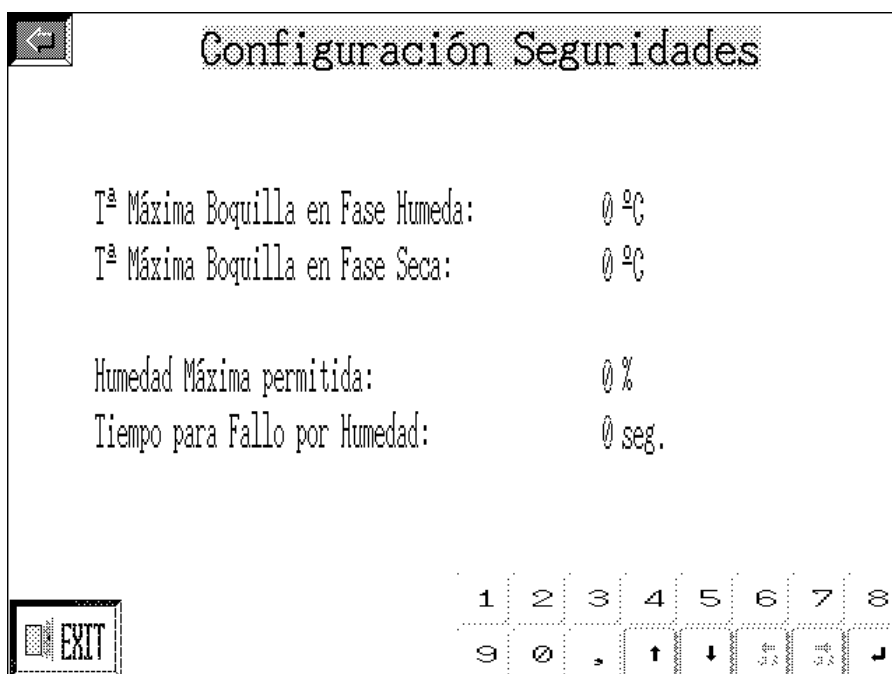 Configuración Seguridades
Tª Máxima Boquilla en Fase Humeda: 0 ºC
Tª Máxima Boquilla en Fase Seca: 0 ºC
Humedad Máxima permitida: 0 %
Tiempo para Fallo por Humedad: 0 seg.
1 2 3 4 5 6 7 8
EXIT 9 0 .